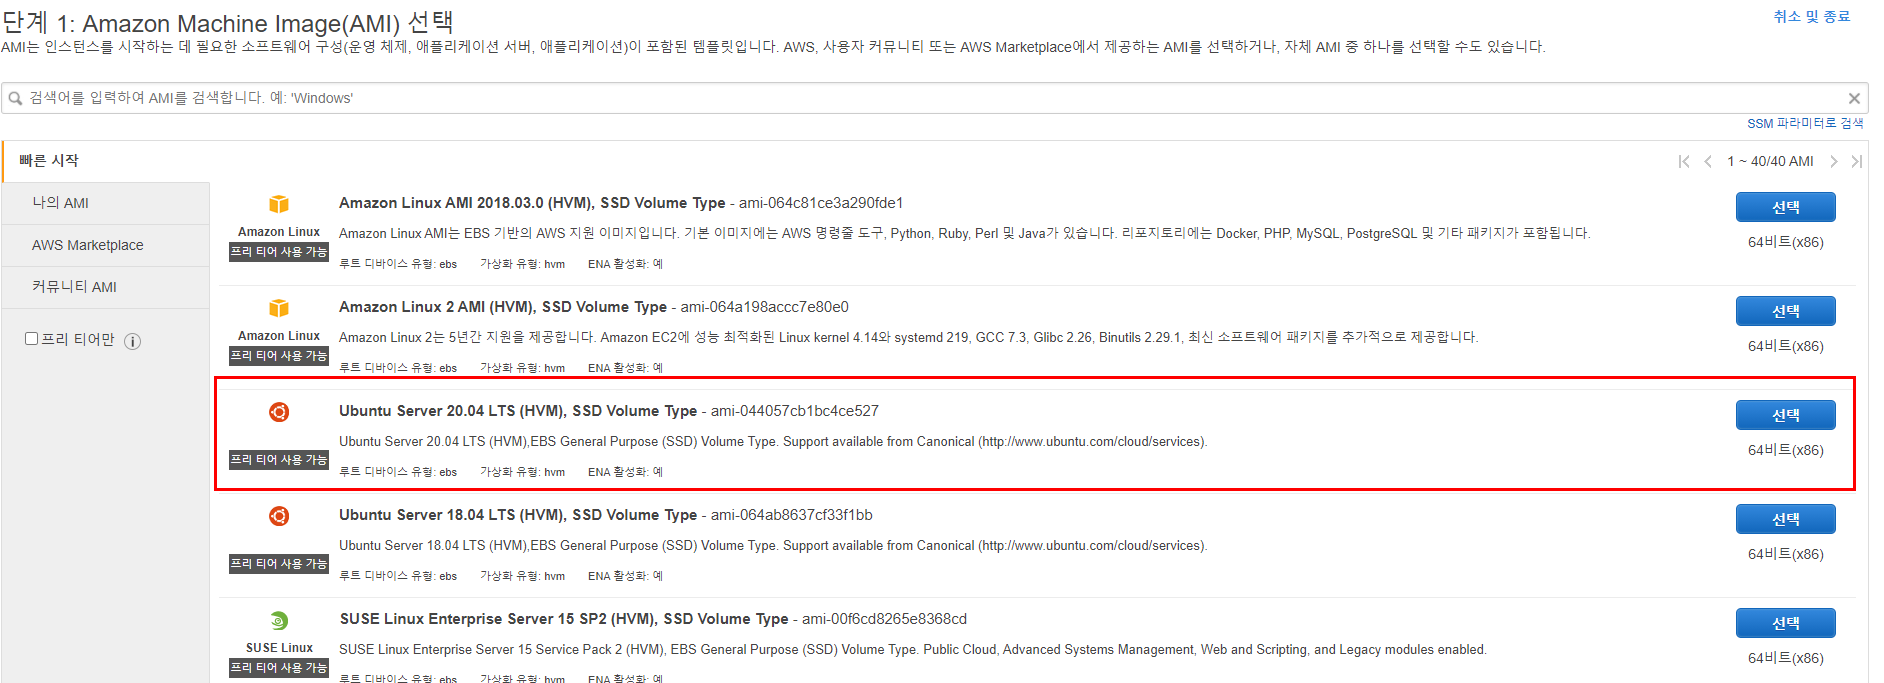 단계 1: Amazon Machine Image(AMI) 선택
취소 및 종료
AMI는 인스턴스를 시작하는 데 필요한 소프트웨어 구성(운영 체제, 애플리케이션 서버, 애플리케이션)이 포함된 템플릿입니다. AWS, 사용자 커뮤니티 또는 AWS Marketplace에서 제공하는 AMI를 선택하거나, 자체 AMI 중 하나를 선택할 수도 있습니다.
검색어를 입력하여 AMI를 검색합니다. 예: 'Windows'
SSM 파라미터로 검색
빠른 시작
1 ~ 40/40 AMI
나의 AMI
AWS Marketplace
커뮤니티 AMI
프리 티어만
Amazon Linux
프리 티어 사용 가능
Amazon Linux AMI 2018.03.0 (HVM), SSD Volume Type - ami-064c81ce3a290fde1
Amazon Linux AMI는 EBS 기반의 AWS 지원 이미지입니다. 기본 이미지에는 AWS 명령줄 도구, Python, Ruby, Perl 및 Java가 있습니다. 리포지토리에는 Docker, PHP, MySQL, PostgreSQL 및 기타 패키지가 포함됩니다.
루트 디바이스 유형: ebs 가상화 유형: hvm ENA 활성화: 예
선택
64비트(x86)
Amazon Linux
프리 티어 사용 가능
Amazon Linux 2 AMI (HVM), SSD Volume Type - ami-064a198accc7e80e0
Amazon Linux 2는 5년간 지원을 제공합니다. Amazon EC2에 성능 최적화된 Linux kernel 4.14와 systemd 219, GCC 7.3, Glibc 2.26, Binutils 2.29.1, 최신 소프트웨어 패키지를 추가적으로 제공합니다.
루트 디바이스 유형: ebs 가상화 유형: hvm ENA 활성화: 예
선택
64비트(x86)
프리 티어 사용 가능
Ubuntu Server 20.04 LTS (HVM), SSD Volume Type - ami-044057cb1bc4ce527
Ubuntu Server 20.04 LTS (HVM),EBS General Purpose (SSD) Volume Type. Support available from Canonical (http://www.ubuntu.com/cloud/services).
루트 디바이스 유형: ebs 가상화 유형: hvm ENA 활성화: 예
선택
64비트(x86)
프리 티어 사용 가능
Ubuntu Server 18.04 LTS (HVM), SSD Volume Type - ami-064ab8637cf33f1bb
Ubuntu Server 18.04 LTS (HVM),EBS General Purpose (SSD) Volume Type. Support available from Canonical (http://www.ubuntu.com/cloud/services).
루트 디바이스 유형: ebs 가상화 유형: hvm ENA 활성화: 예
선택
64비트(x86)
SUSE Linux
프리 티어 사용 가능
SUSE Linux Enterprise Server 15 SP2 (HVM), SSD Volume Type - ami-00f6cd8265e8368cd
SUSE Linux Enterprise Server 15 Service Pack 2 (HVM), EBS General Purpose (SSD) Volume Type. Public Cloud, Advanced Systems Management, Web and Scripting, and Legacy modules enabled.
루트 디바이스 유형: ebs 가상화 유형: hvm ENA 활성화: 예
선택
64비트(x86)